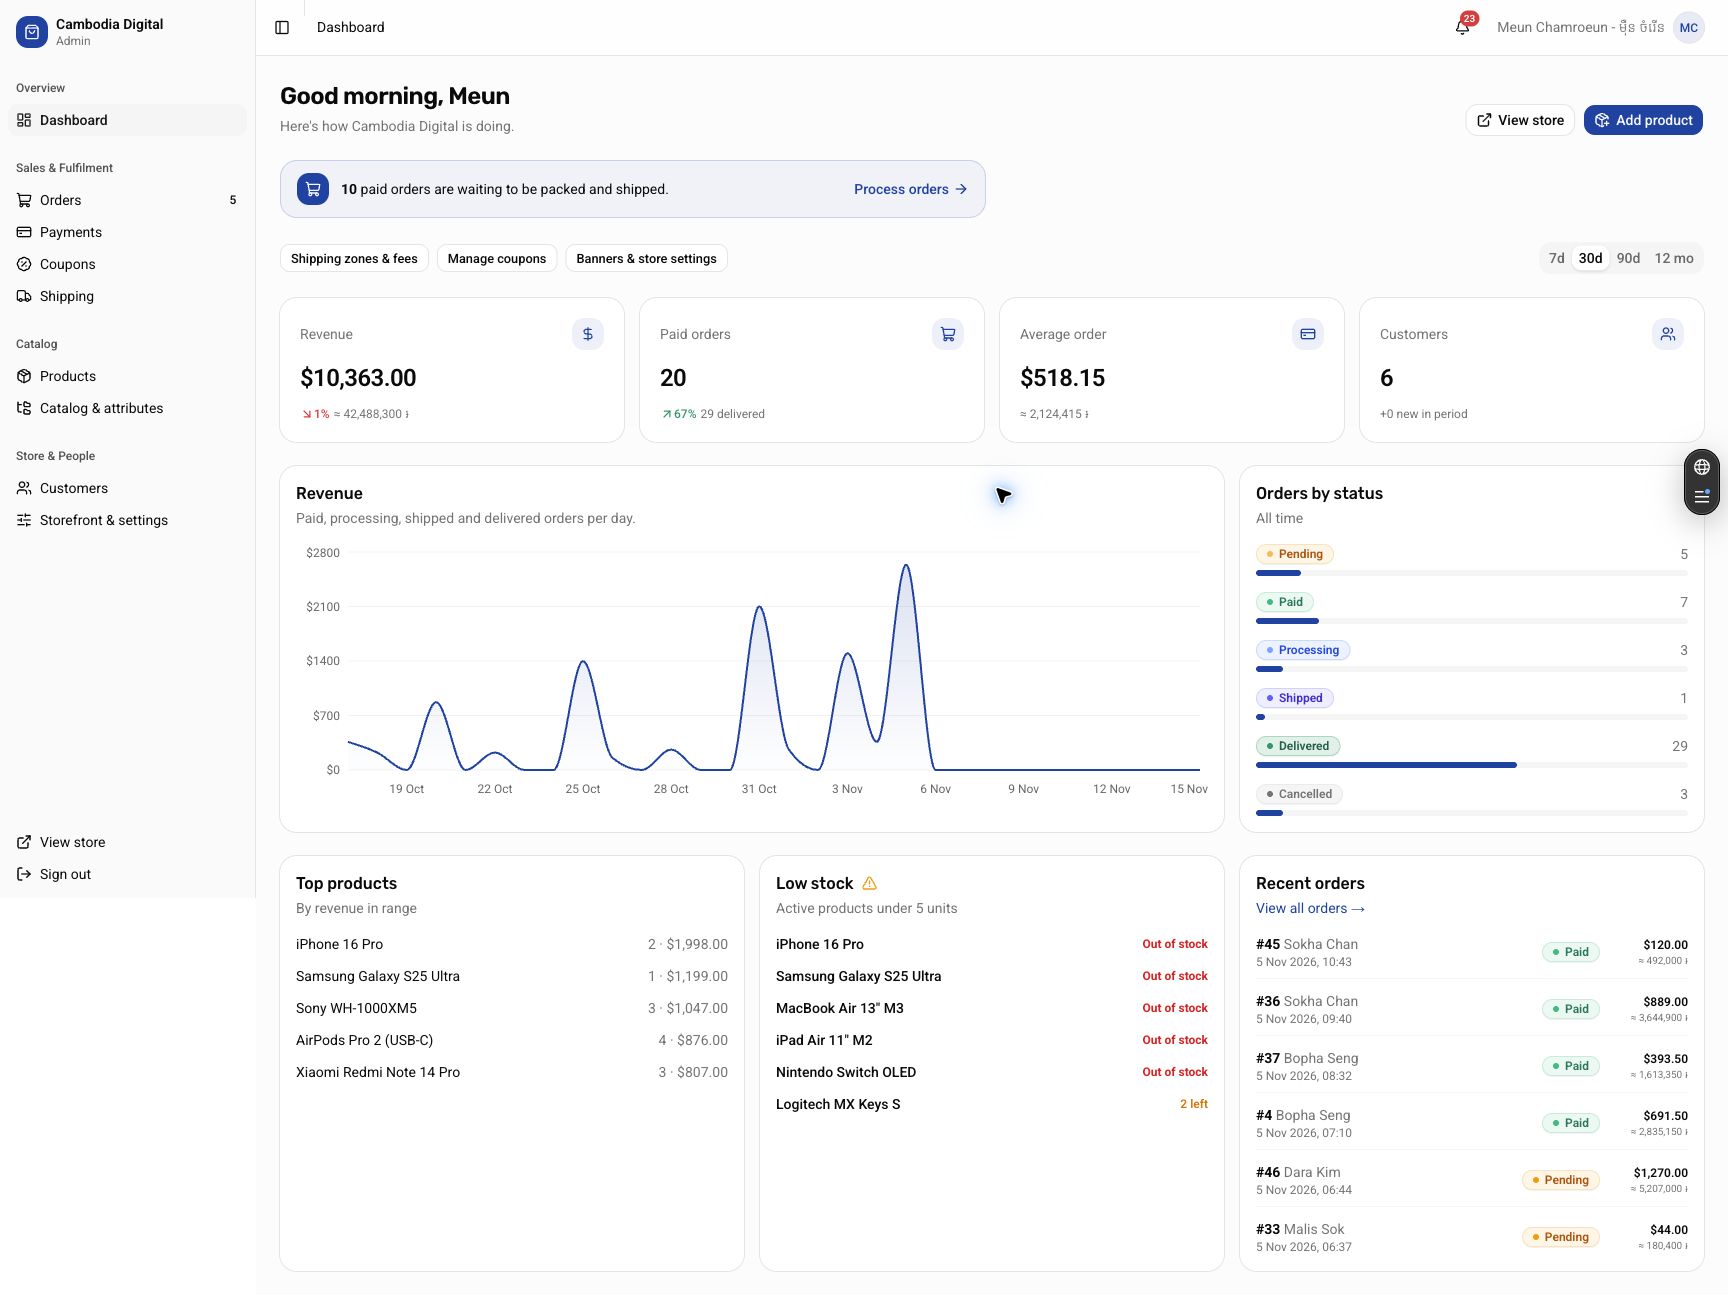 Cambodia Digital
Admin
Overview
Dashboard
Sales & Fulfilment
Orders 5
Payments
Coupons
Shipping
Catalog
Products
Catalog & attributes
Store & People
Customers
Storefront & settings
View store
Sign out
Dashboard
23
Meun Chamroeun - ម៉ឺន ចំរើន MC
Good morning, Meun
Here's how Cambodia Digital is doing.
View store
Add product
10 paid orders are waiting to be packed and shipped. Process orders →
Shipping zones & fees
Manage coupons
Banners & store settings
7d 30d 90d 12 mo
Revenue
$10,363.00
1% ≈ 42,488,300 ៛
Paid orders
20
67% 29 delivered
Average order
$518.15
≈ 2,124,415 ៛
Customers
6
+0 new in period
Revenue
Paid, processing, shipped and delivered orders per day.
$2800
$2100
$1400
$700
$0
19 Oct 22 Oct 25 Oct 28 Oct 31 Oct 3 Nov 6 Nov 9 Nov 12 Nov 15 Nov
Orders by status
All time
Pending 5
Paid 7
Processing 3
Shipped 1
Delivered 29
Cancelled 3
Top products
By revenue in range
iPhone 16 Pro 2 · $1,998.00
Samsung Galaxy S25 Ultra 1 · $1,199.00
Sony WH-1000XM5 3 · $1,047.00
AirPods Pro 2 (USB-C) 4 · $876.00
Xiaomi Redmi Note 14 Pro 3 · $807.00
Low stock
Active products under 5 units
iPhone 16 Pro Out of stock
Samsung Galaxy S25 Ultra Out of stock
MacBook Air 13" M3 Out of stock
iPad Air 11" M2 Out of stock
Nintendo Switch OLED Out of stock
Logitech MX Keys S 2 left
Recent orders
View all orders →
#45 Sokha Chan Paid $120.00
5 Nov 2026, 10:43 ≈ 492,000 ៛
#36 Sokha Chan Paid $889.00
5 Nov 2026, 09:40 ≈ 3,644,900 ៛
#37 Bopha Seng Paid $393.50
5 Nov 2026, 08:32 ≈ 1,613,350 ៛
#4 Bopha Seng Paid $691.50
5 Nov 2026, 07:10 ≈ 2,835,150 ៛
#46 Dara Kim Pending $1,270.00
5 Nov 2026, 06:44 ≈ 5,207,000 ៛
#33 Malis Sok Pending $44.00
5 Nov 2026, 06:37 ≈ 180,400 ៛